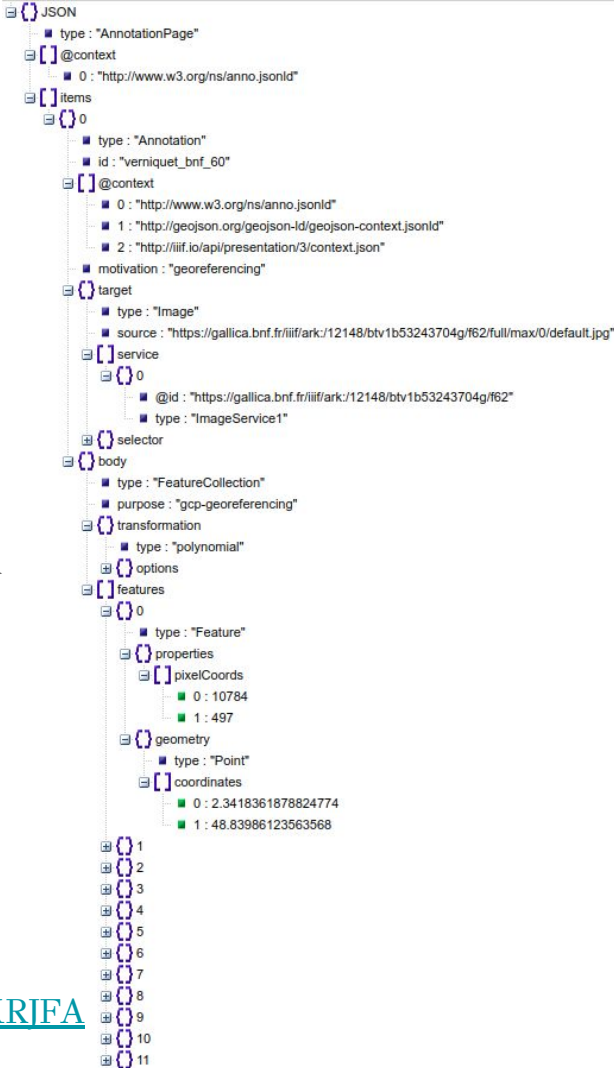 JSON
type : "AnnotationPage"
@context
0 : "http://www.w3.org/ns/anno.jsonld"
items
0
type : "Annotation"
id : "verniquet_bnf_60"
@context
0 : "http://www.w3.org/ns/anno.jsonld"
1 : "http://geojson.org/geojson-ld/geojson-context.jsonld"
2 : "http://iiif.io/api/presentation/3/context.json"
motivation : "georeferencing"
target
type : "Image"
source : "https://gallica.bnf.fr/iiif/ark:/12148/btv1b53243704g/f62/full/max/0/default.jpg"
service
0
@id : "https://gallica.bnf.fr/iiif/ark:/12148/btv1b53243704g/f62"
type : "ImageService1"
selector
body
type : "FeatureCollection"
purpose : "gcp-georeferencing"
transformation
type : "polynomial"
options
features
0
type : "Feature"
properties
pixelCoords
0 : 10784
1 : 497
geometry
type : "Point"
coordinates
0 : 2.3418361878824774
1 : 48.83986123563568
1
2
3
4
5
6
7
8
9
10
11
RJFA